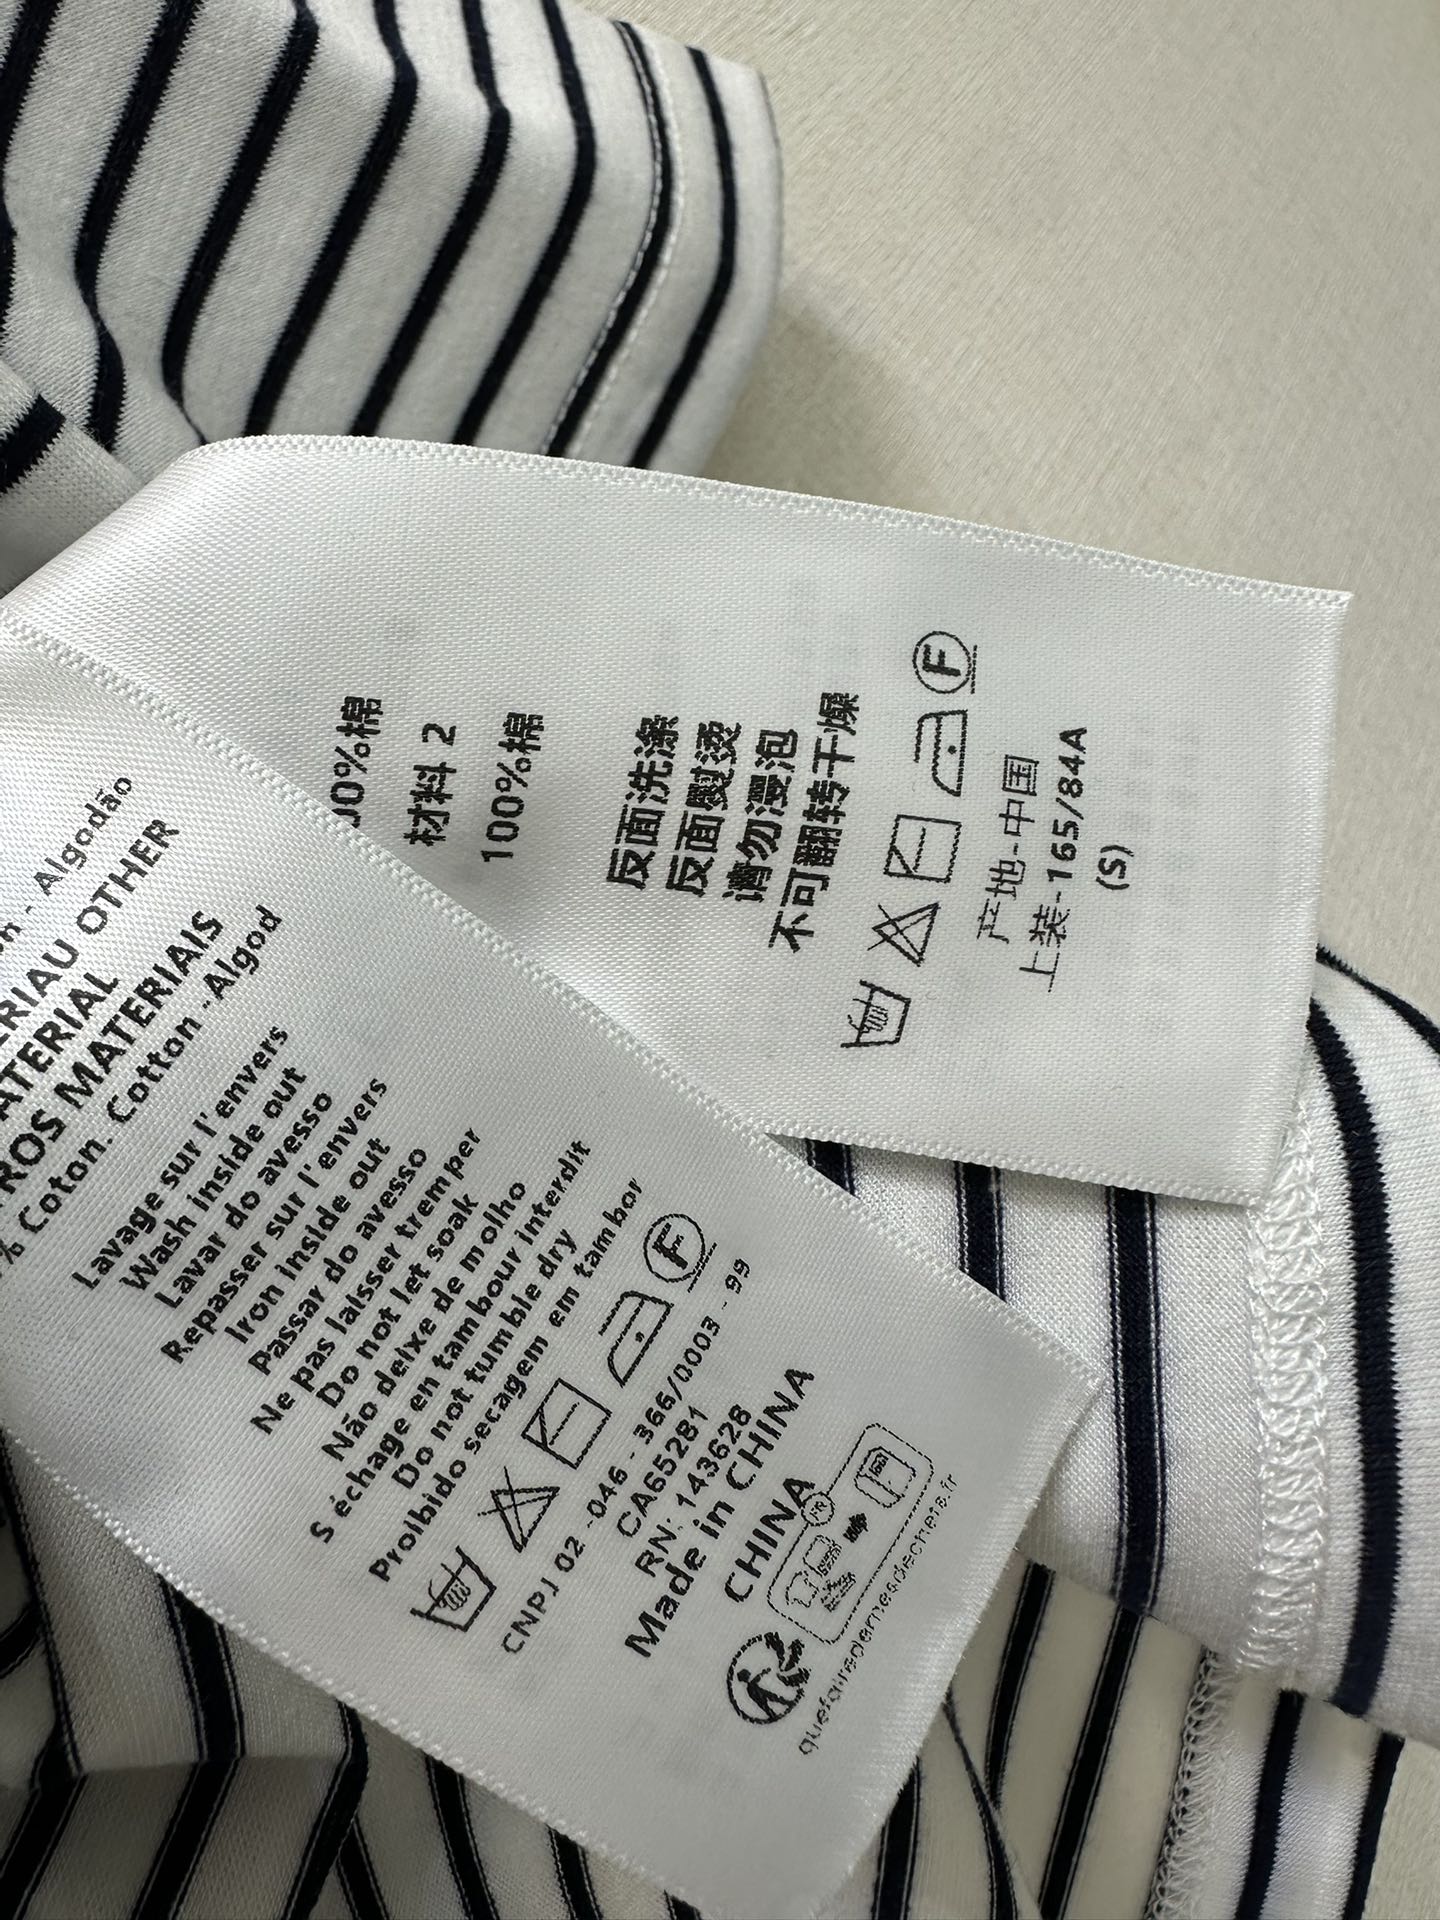 00%棉
材料 2
100%棉
反面洗涤
反面熨烫
请勿浸泡
不可翻转干燥
F
产地-中国
上装-165/84A
(S)
- Algodão
ERIAU OTHER
ATERIAL
ROS MATERIAIS
% Coton. Cotton -.Algod
Lavage sur l'envers
Wash inside out
Lavar do avesso
Repasser sur l'envers
Iron inside out
Passar do avesso
Ne pas laisser tremper
Do not let soak
Não deixe de molho
S échage en tambour interdit
Do not tumble dry
Proibido secagem em tambor
F
CNPJ 02 -046 - 366/0003 - 99
CA65281
RN: 143628
Made in CHINA
CHINA
quefairedemesdechets.fr